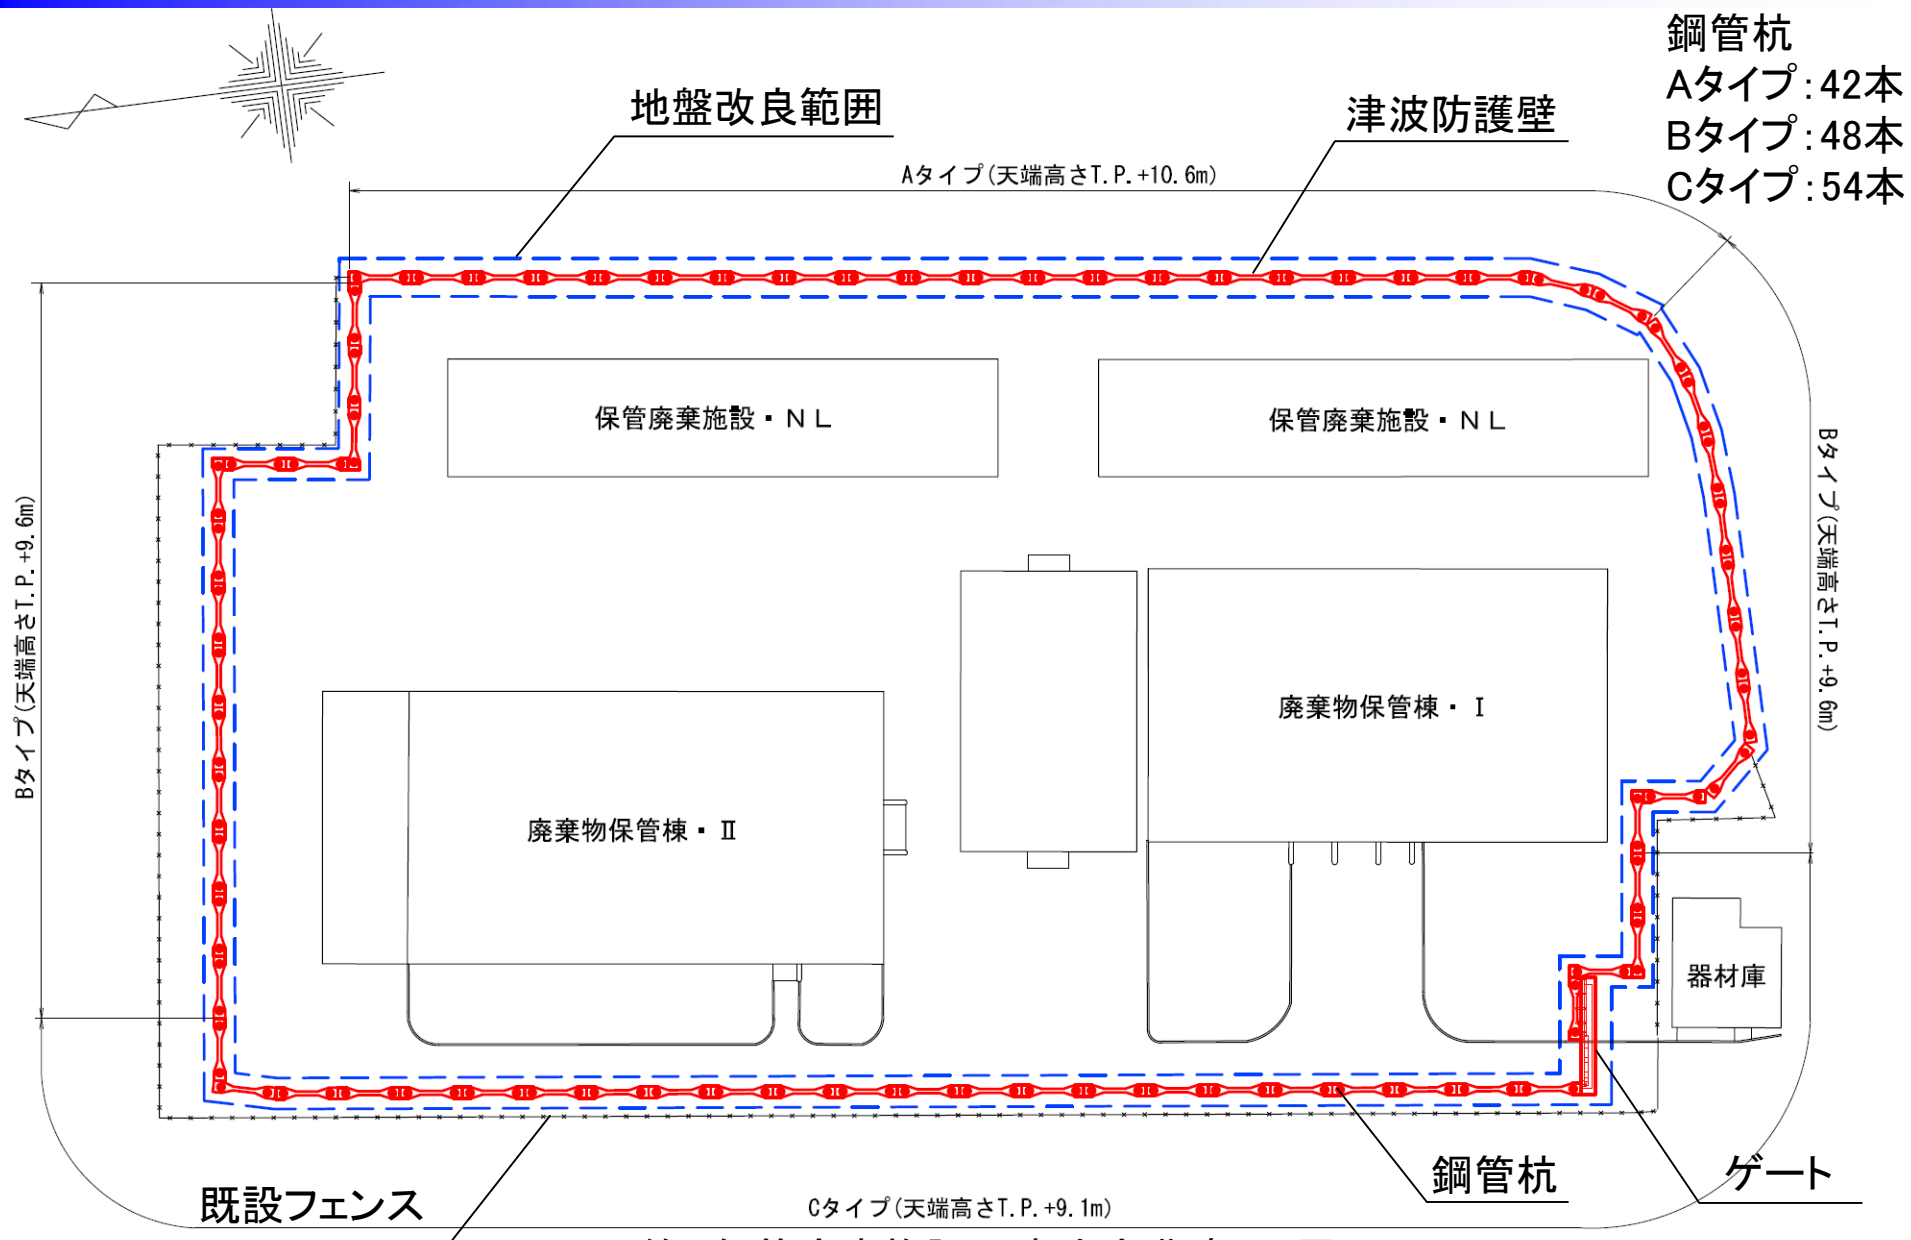 鋼管杭
Aタイプ:42本
Bタイプ:48本
Cタイプ:54本
地盤改良範囲
津波防護壁
Aタイプ(天端高さT.P.+10.6m)
保管廃棄施設・NL
保管廃棄施設・NL
Bタイプ(天端高さT.P.+9.6m)
Bタイプ(天端高さT.P.+9.6m)
廃棄物保管棟・Ⅰ
廃棄物保管棟・Ⅱ
器材庫
鋼管杭
ゲート
既設フェンス
Cタイプ(天端高さT.P.+9.1m)